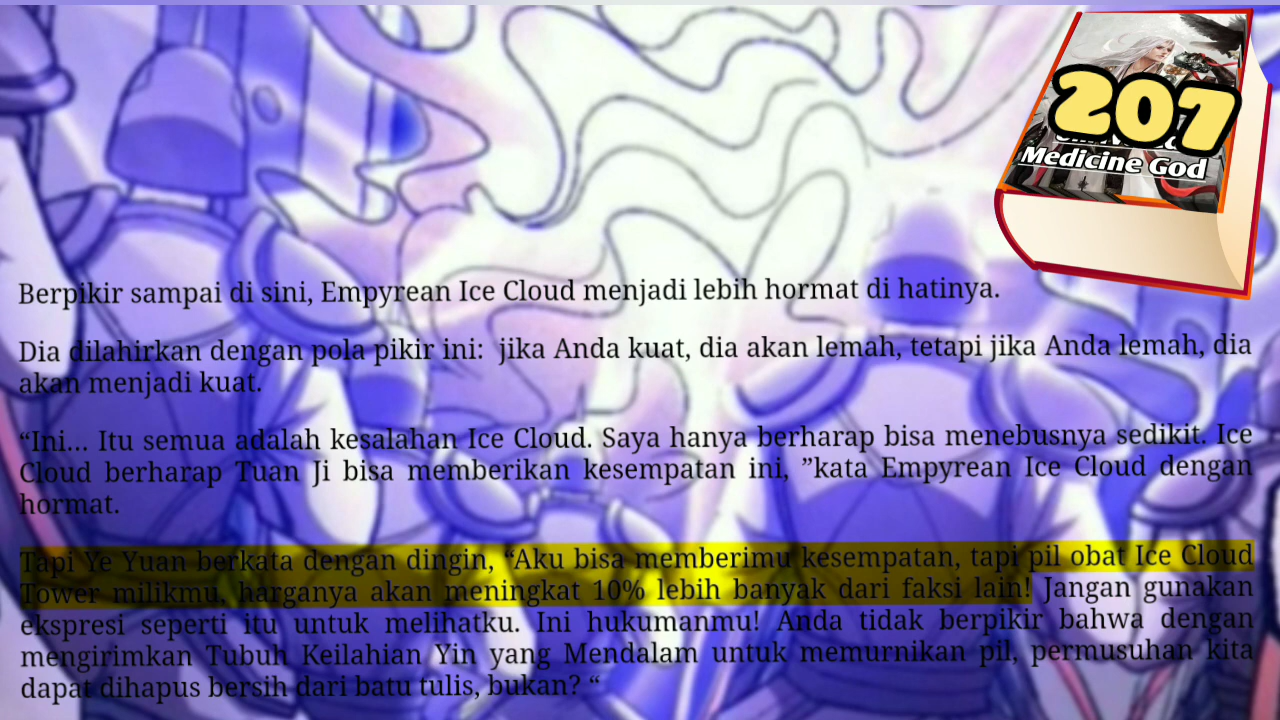 207
Medicine God
Berpikir sampai di sini, Empyrean Ice Cloud menjadi lebih hormat di hatinya.
Dia dilahirkan dengan pola pikir ini:  jika Anda kuat, dia akan lemah, tetapi jika Anda lemah, dia
akan menjadi kuat.
“Ini... Itu semua adalah kesalahan Ice Cloud. Saya hanya berharap bisa menebusnya sedikit. Ice
Cloud berharap Tuan Ji bisa memberikan kesempatan ini, ”kata Empyrean Ice Cloud dengan
hormat.
Tapi Ye Yuan berkata dengan dingin, “Aku bisa memberimu kesempatan, tapi pil obat Ice Cloud
Tower milikmu, harganya akan meningkat 10% lebih banyak dari faksi lain! Jangan gunakan
ekspresi seperti itu untuk melihatku. Ini hukumanmu! Anda tidak berpikir bahwa dengan
mengirimkan Tubuh Keilahian Yin yang Mendalam untuk memurnikan pil, permusuhan kita
dapat dihapus bersih dari batu tulis, bukan? “